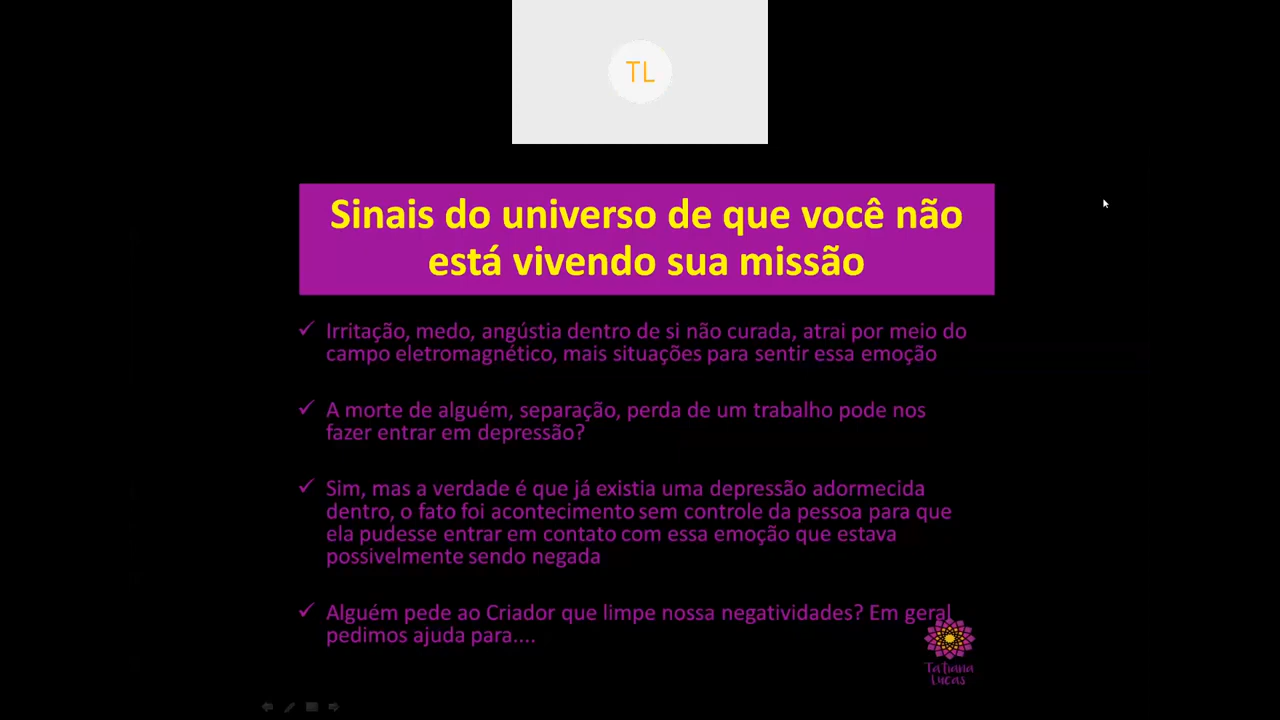 TL
Sinais do universo de que você não
está vivendo sua missão
Irritação, medo, angústia dentro de si não curada, atrai por meio do
campo eletromagnético, mais situações para sentir essa emoção
A morte de alguém, separação, perda de um trabalho pode nos
fazer entrar em depressão?
Sim, mas a verdade é que já existia uma depressão adormecida
dentro, o fato foi acontecimento sem controle da pessoa para que
ela pudesse entrar em contato com essa emoção que estava
possivelmente sendo negada
Alguém pede ao Criador que limpe nossa negatividades? Em geral
pedimos ajuda para....
Tatiana
Lucas